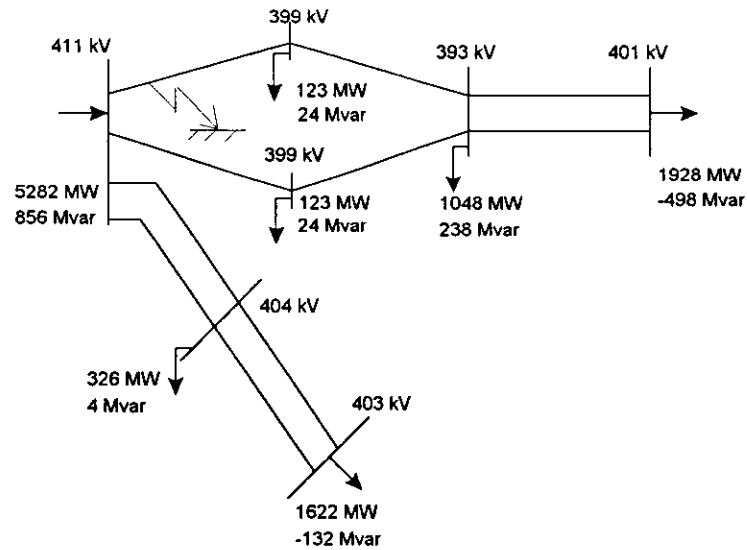 399 kV
411 kV
393 kV
401 kV
123 MW
24 Mvar
399 kV
5282 MW
856 Mvar
123 MW
24 Mvar
1048 MW
238 Mvar
1928 MW
-498 Mvar
404 kV
326 MW
4 Mvar
403 kV
1622 MW
-132 Mvar